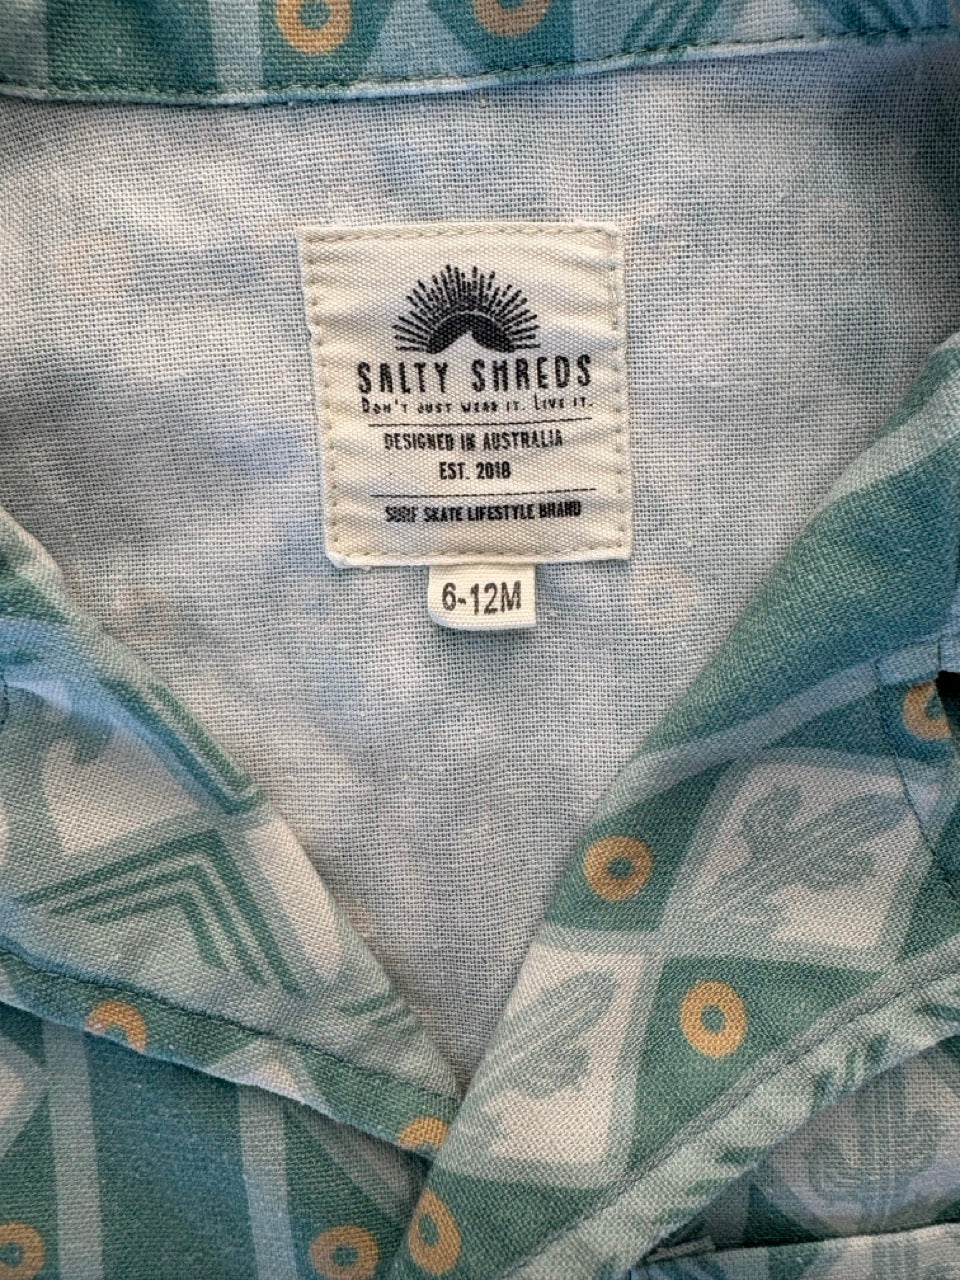 SALTY SHREDS
DON'T JUST WEAR IT. LIVE IT.
DESIGNED IN AUSTRALIA
EST. 2018
SURF SKATE LIFESTYLE BRAND
6-12M